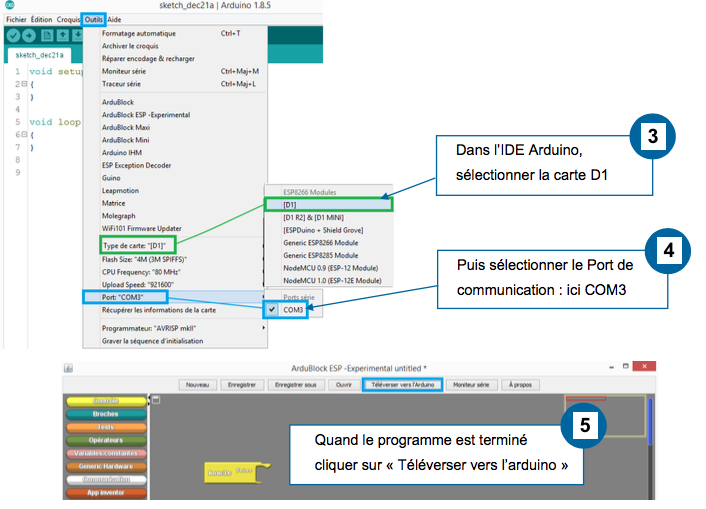 sketch_dec21a | Arduino 1.8.5
Fichier Édition Croquis Outils Aide
sketch_dec21a
1 void setup
2 {
3 }
4
5 void loop
6 {
7 }
8
9
Formatage automatique Ctrl+T
Archiver le croquis
Réparer encodage & recharger
Moniteur série Ctrl+Maj+M
Traceur série Ctrl+Maj+L
ArduBlock
ArduBlock ESP -Experimental
ArduBlock Maxi
ArduBlock Mini
Arduino IHM
ESP Exception Decoder
Guino
Leapmotion
Matrice
Molegraph
WiFi101 Firmware Updater
Type de carte: "[D1]"
Flash Size: "4M (3M SPIFFS)"
CPU Frequency: "80 MHz"
Upload Speed: "921600"
Port: "COM3"
Récupérer les informations de la carte
Programmateur: "AVRISP mkII"
Graver la séquence d'initialisation
ESP8266 Modules
[D1]
[D1 R2] & [D1 MINI]
[ESPDuino + Shield Grove]
Generic ESP8266 Module
Generic ESP8285 Module
NodeMCU 0.9 (ESP-12 Module)
NodeMCU 1.0 (ESP-12E Module)
Ports série
COM3
3
Dans l'IDE Arduino,
sélectionner la carte D1
4
Puis sélectionner le Port de
communication : ici COM3
ArduBlock ESP -Experimental untitled *
Nouveau Enregistrer Enregistrer sous Ouvrir Téléverser vers l'Arduino Moniteur série À propos
Contrôle
Broches
Tests
Opérateurs
Variables/constantes
Generic Hardware
Communication
App inventor
Boucle Faire
5
Quand le programme est terminé
cliquer sur « Téléverser vers l'arduino »